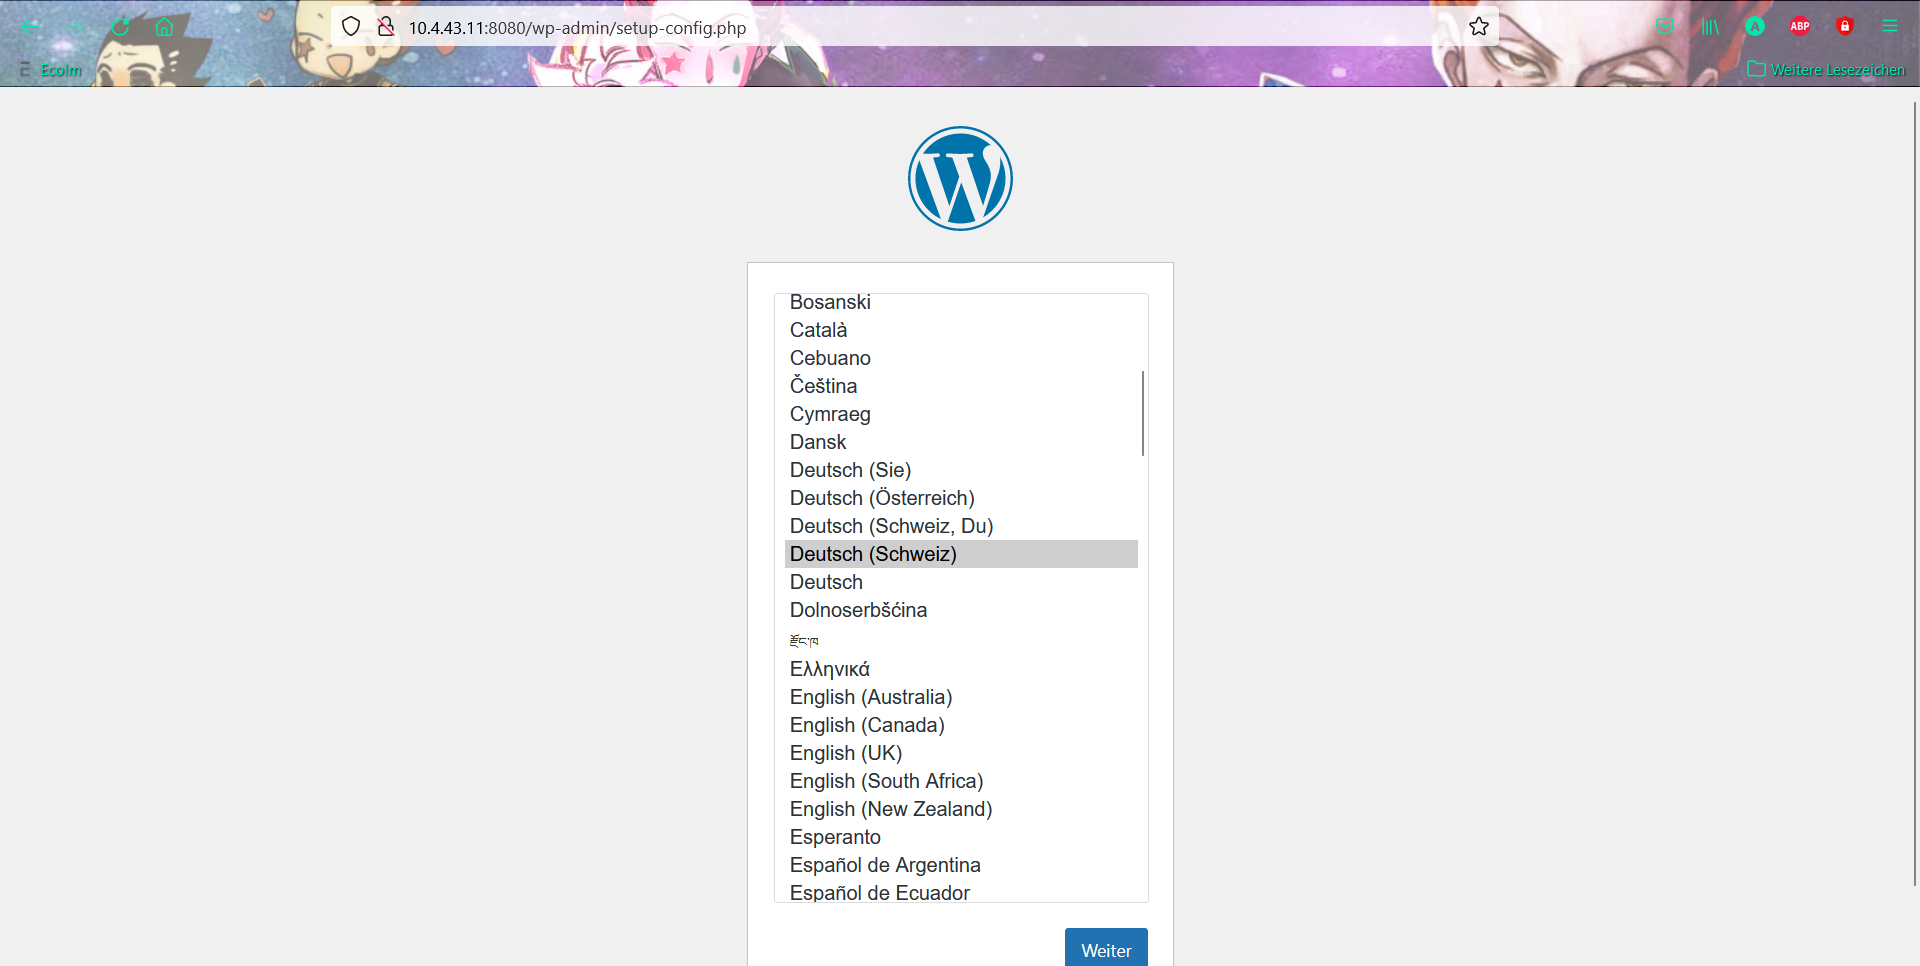 10.4.43.11:8080/wp-admin/setup-config.php
A
ABP
Ecolm
Weitere Lesezeichen
W
Bosanski
Català
Cebuano
Čeština
Cymraeg
Dansk
Deutsch (Sie)
Deutsch (Österreich)
Deutsch (Schweiz, Du)
Deutsch (Schweiz)
Deutsch
Dolnoserbšćina
རྫོང་ཁ
Ελληνικά
English (Australia)
English (Canada)
English (UK)
English (South Africa)
English (New Zealand)
Esperanto
Español de Argentina
Español de Ecuador
Weiter